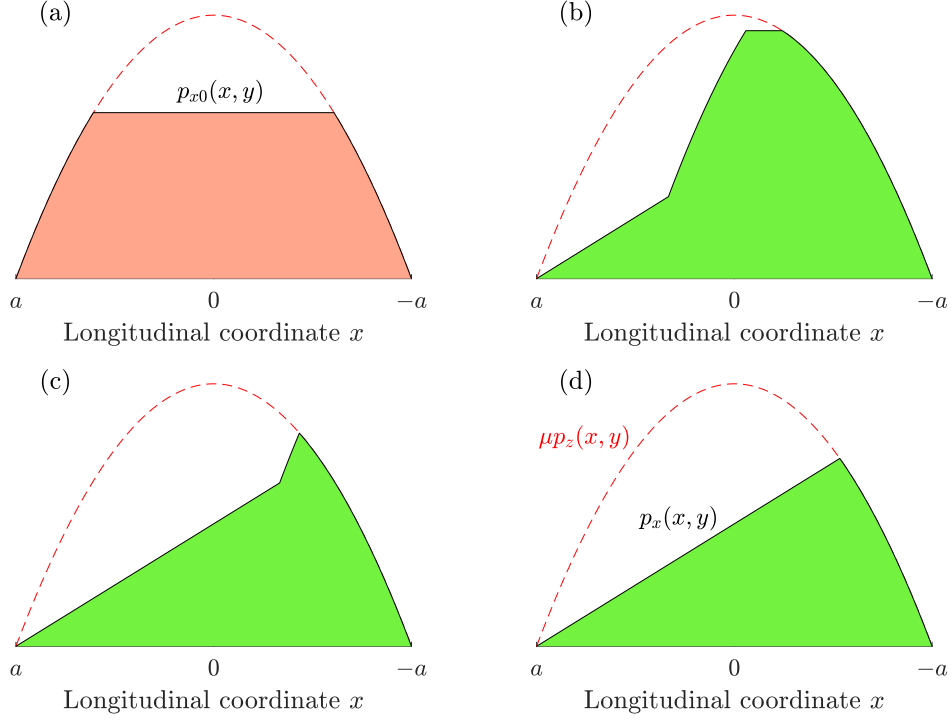 (a)
p_{x0}(x, y)
a 0 −a
Longitudinal coordinate x
(b)
a 0 −a
Longitudinal coordinate x
(c)
a 0 −a
Longitudinal coordinate x
(d)
μp_z(x, y)
p_x(x, y)
a 0 −a
Longitudinal coordinate x